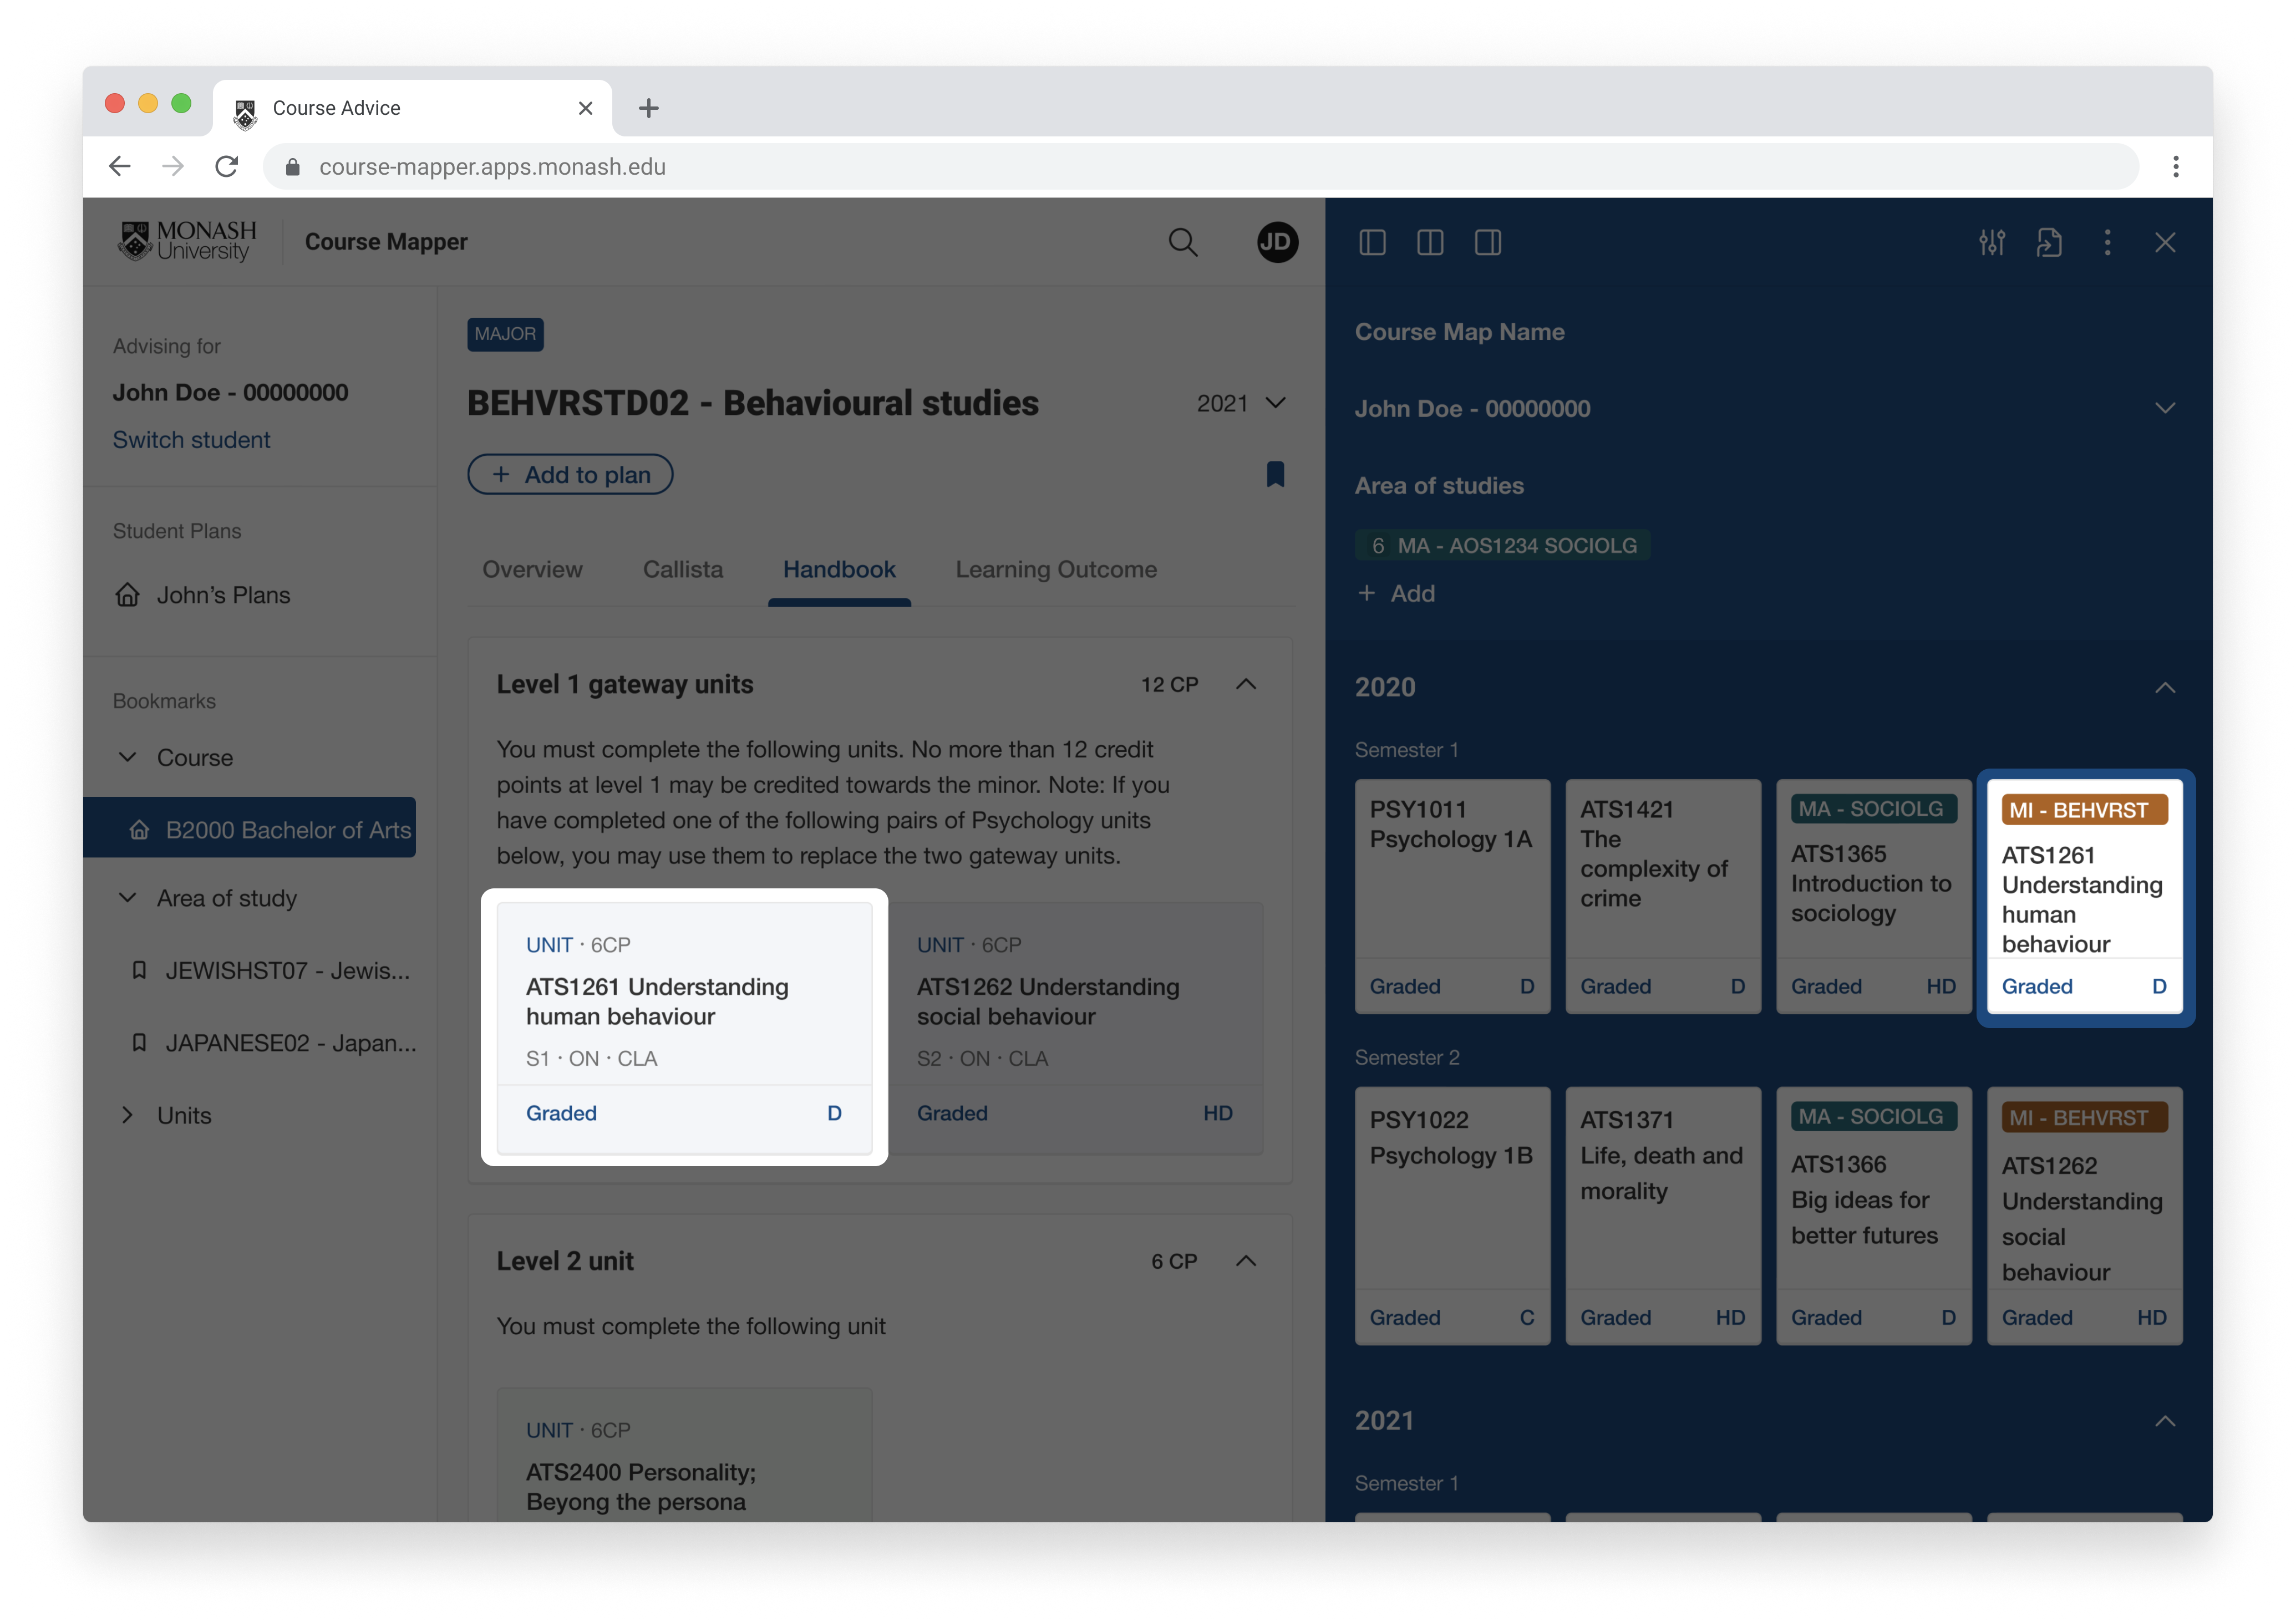 Course Advice
course-mapper.apps.monash.edu
MONASH
University
Course Mapper
JD
Advising for
John Doe - 00000000
Switch student
Student Plans
John’s Plans
Bookmarks
Course
B2000 Bachelor of Arts
Area of study
JEWISHST07 - Jewis...
JAPANESE02 - Japan...
Units
MAJOR
BEHVRSTD02 - Behavioural studies
2021
+ Add to plan
Overview
Callista
Handbook
Learning Outcome
Level 1 gateway units
12 CP
You must complete the following units. No more than 12 credit
points at level 1 may be credited towards the minor. Note: If you
have completed one of the following pairs of Psychology units
below, you may use them to replace the two gateway units.
UNIT · 6CP
ATS1261 Understanding
human behaviour
S1 · ON · CLA
Graded D
UNIT · 6CP
ATS1262 Understanding
social behaviour
S2 · ON · CLA
Graded HD
Level 2 unit
6 CP
You must complete the following unit
UNIT · 6CP
ATS2400 Personality;
Beyong the persona
Course Map Name
John Doe - 00000000
Area of studies
6 MA - AOS1234 SOCIOLG
+ Add
2020
Semester 1
PSY1011
Psychology 1A
Graded D
ATS1421
The
complexity of
crime
Graded D
MA - SOCIOLG
ATS1365
Introduction to
sociology
Graded HD
MI - BEHVRST
ATS1261
Understanding
human
behaviour
Graded D
Semester 2
PSY1022
Psychology 1B
Graded C
ATS1371
Life, death and
morality
Graded HD
MA - SOCIOLG
ATS1366
Big ideas for
better futures
Graded D
MI - BEHVRST
ATS1262
Understanding
social
behaviour
Graded HD
2021
Semester 1